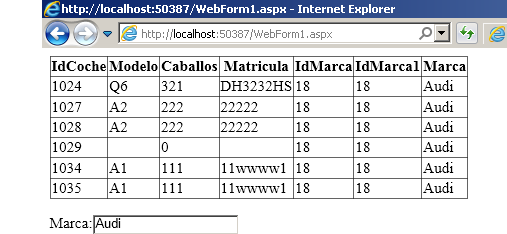 http://localhost:50387/WebForm1.aspx - Internet Explorer
http://localhost:50387/WebForm1.aspx
IdCoche Modelo Caballos Matricula IdMarca IdMarca1 Marca
1024 Q6 321 DH3232HS 18 18 Audi
1027 A2 222 22222 18 18 Audi
1028 A2 222 22222 18 18 Audi
1029 0 18 18 Audi
1034 A1 111 11wwww1 18 18 Audi
1035 A1 111 11wwww1 18 18 Audi
Marca: Audi